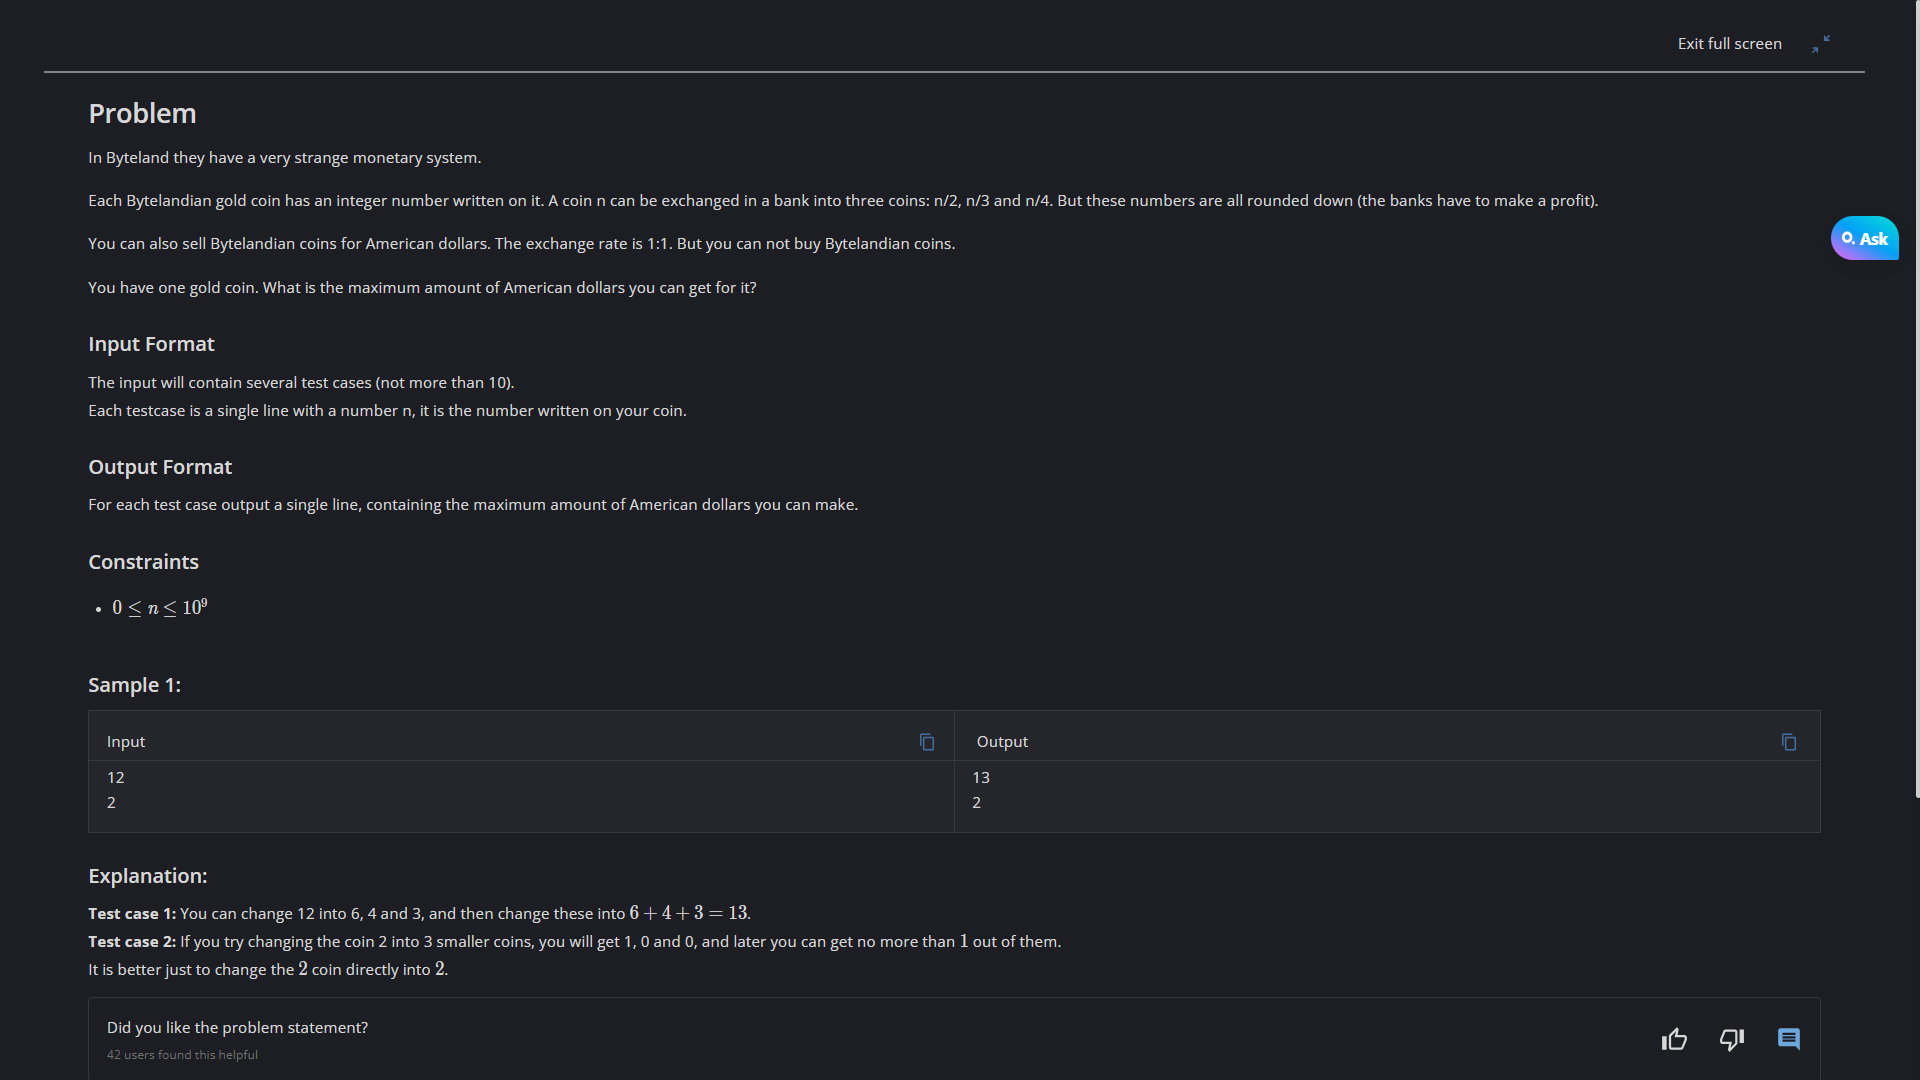 Exit full screen
Problem
In Byteland they have a very strange monetary system.
Each Bytelandian gold coin has an integer number written on it. A coin n can be exchanged in a bank into three coins: n/2, n/3 and n/4. But these numbers are all rounded down (the banks have to make a profit).
You can also sell Bytelandian coins for American dollars. The exchange rate is 1:1. But you can not buy Bytelandian coins.
You have one gold coin. What is the maximum amount of American dollars you can get for it?
Input Format
The input will contain several test cases (not more than 10).
Each testcase is a single line with a number n, it is the number written on your coin.
Output Format
For each test case output a single line, containing the maximum amount of American dollars you can make.
Constraints
• 0 ≤ n ≤ 10⁹
Sample 1:
Input
Output
12
2
13
2
Explanation:
Test case 1: You can change 12 into 6, 4 and 3, and then change these into 6 + 4 + 3 = 13.
Test case 2: If you try changing the coin 2 into 3 smaller coins, you will get 1, 0 and 0, and later you can get no more than 1 out of them.
It is better just to change the 2 coin directly into 2.
Did you like the problem statement?
42 users found this helpful
Ask